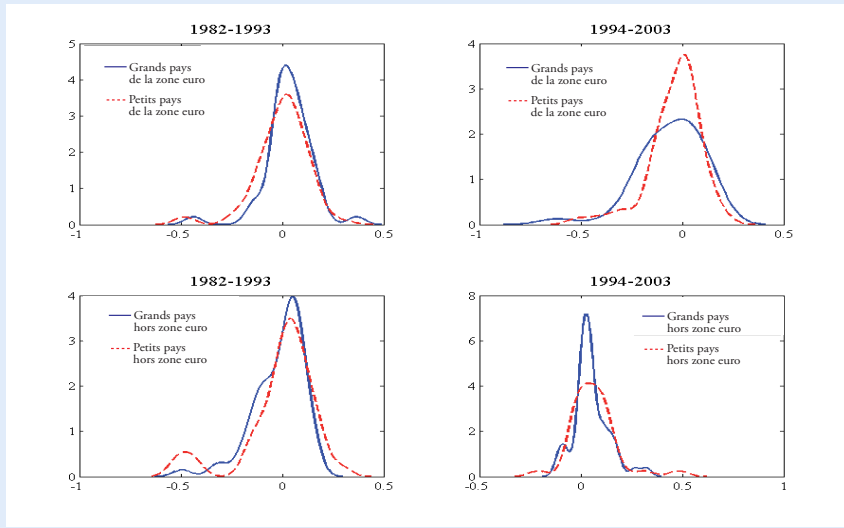 1982-1993
5
4
3
2
1
0
-1
-0.5
0
0.5
Grands pays
de la zone euro
Petits pays
de la zone euro
1994-2003
4
3
2
1
0
-1
-0.5
0
0.5
Grands pays
de la zone euro
Petits pays
de la zone euro
1982-1993
4
3
2
1
0
-1
-0.5
0
0.5
Grands pays
hors zone euro
Petits pays
hors zone euro
1994-2003
8
6
4
2
0
-0.5
0
0.5
1
Grands pays
hors zone euro
Petits pays
hors zone euro